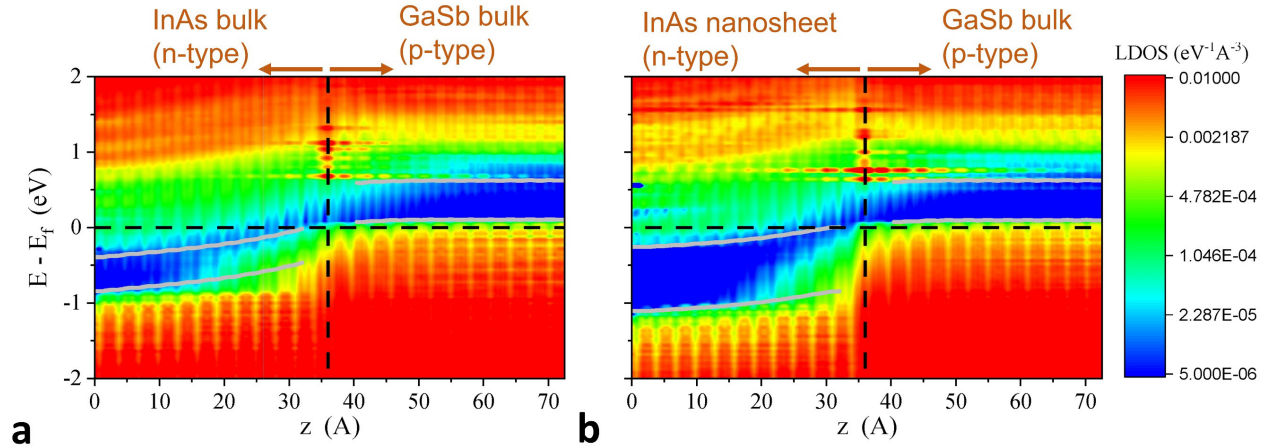 InAs bulk
(n-type)
GaSb bulk
(p-type)
2
1
0
-1
-2
E - E_f (eV)
0 10 20 30 40 50 60 70
z (A)
a
InAs nanosheet
(n-type)
GaSb bulk
(p-type)
0 10 20 30 40 50 60 70
z (A)
b
LDOS (eV⁻¹A⁻³)
0.01000
0.002187
4.782E-04
1.046E-04
2.287E-05
5.000E-06